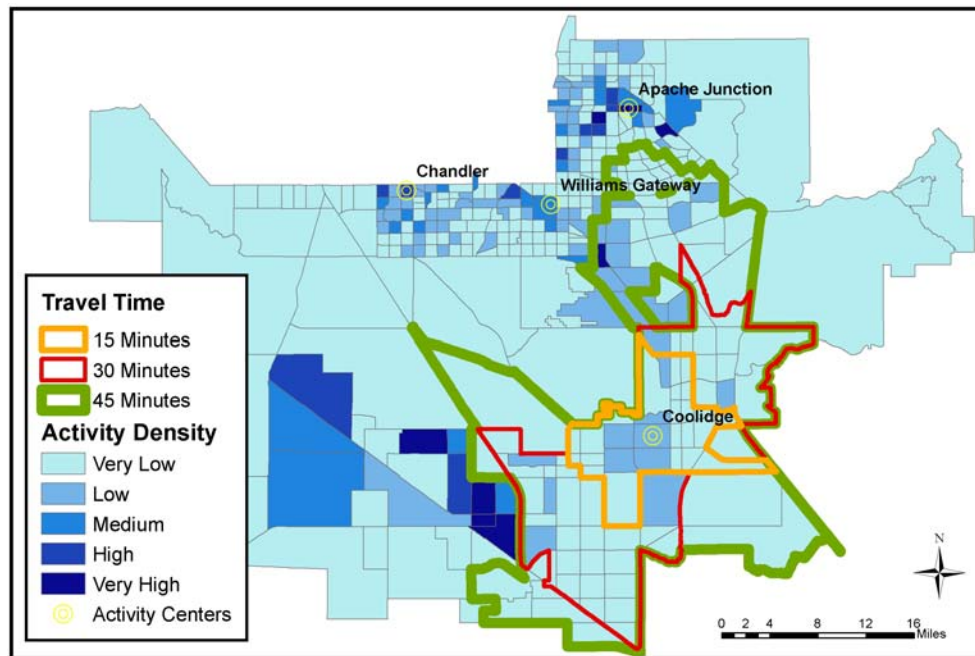 Apache Junction
Chandler
Williams Gateway
Coolidge
Travel Time
15 Minutes
30 Minutes
45 Minutes
Activity Density
Very Low
Low
Medium
High
Very High
Activity Centers
N
0 2 4 8 12 16
Miles